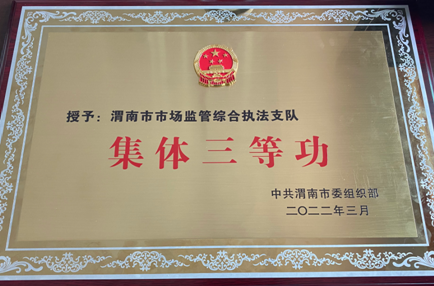 授予：渭南市市场监管综合执法支队
集体三等功
中共渭南市委组织部
二〇二二年三月